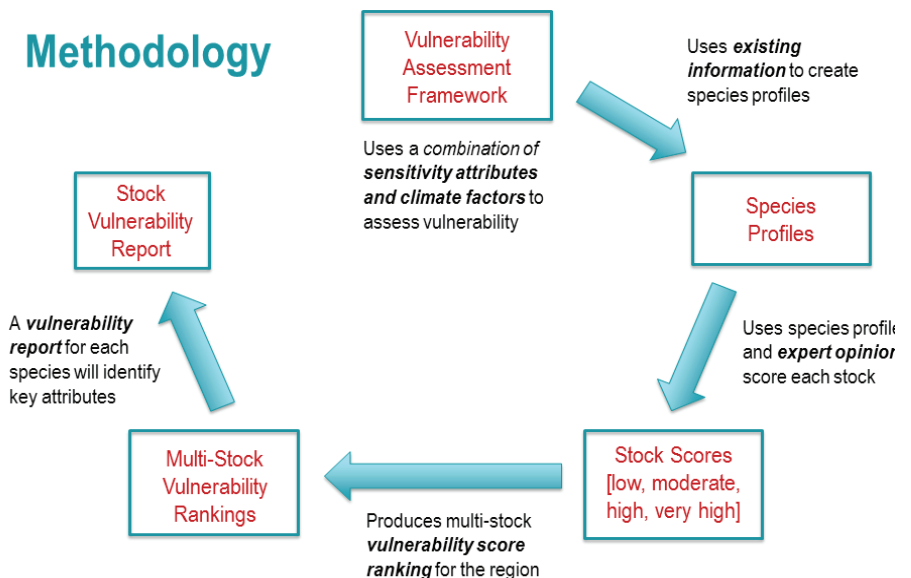 Methodology
Vulnerability
Assessment
Framework
Uses a combination of
sensitivity attributes
and climate factors to
assess vulnerability
Uses existing
information to create
species profiles
Species
Profiles
Uses species profile
and expert opinion
score each stock
Stock Scores
[low, moderate,
high, very high]
Produces multi-stock
vulnerability score
ranking for the region
Multi-Stock
Vulnerability
Rankings
A vulnerability
report for each
species will identify
key attributes
Stock
Vulnerability
Report